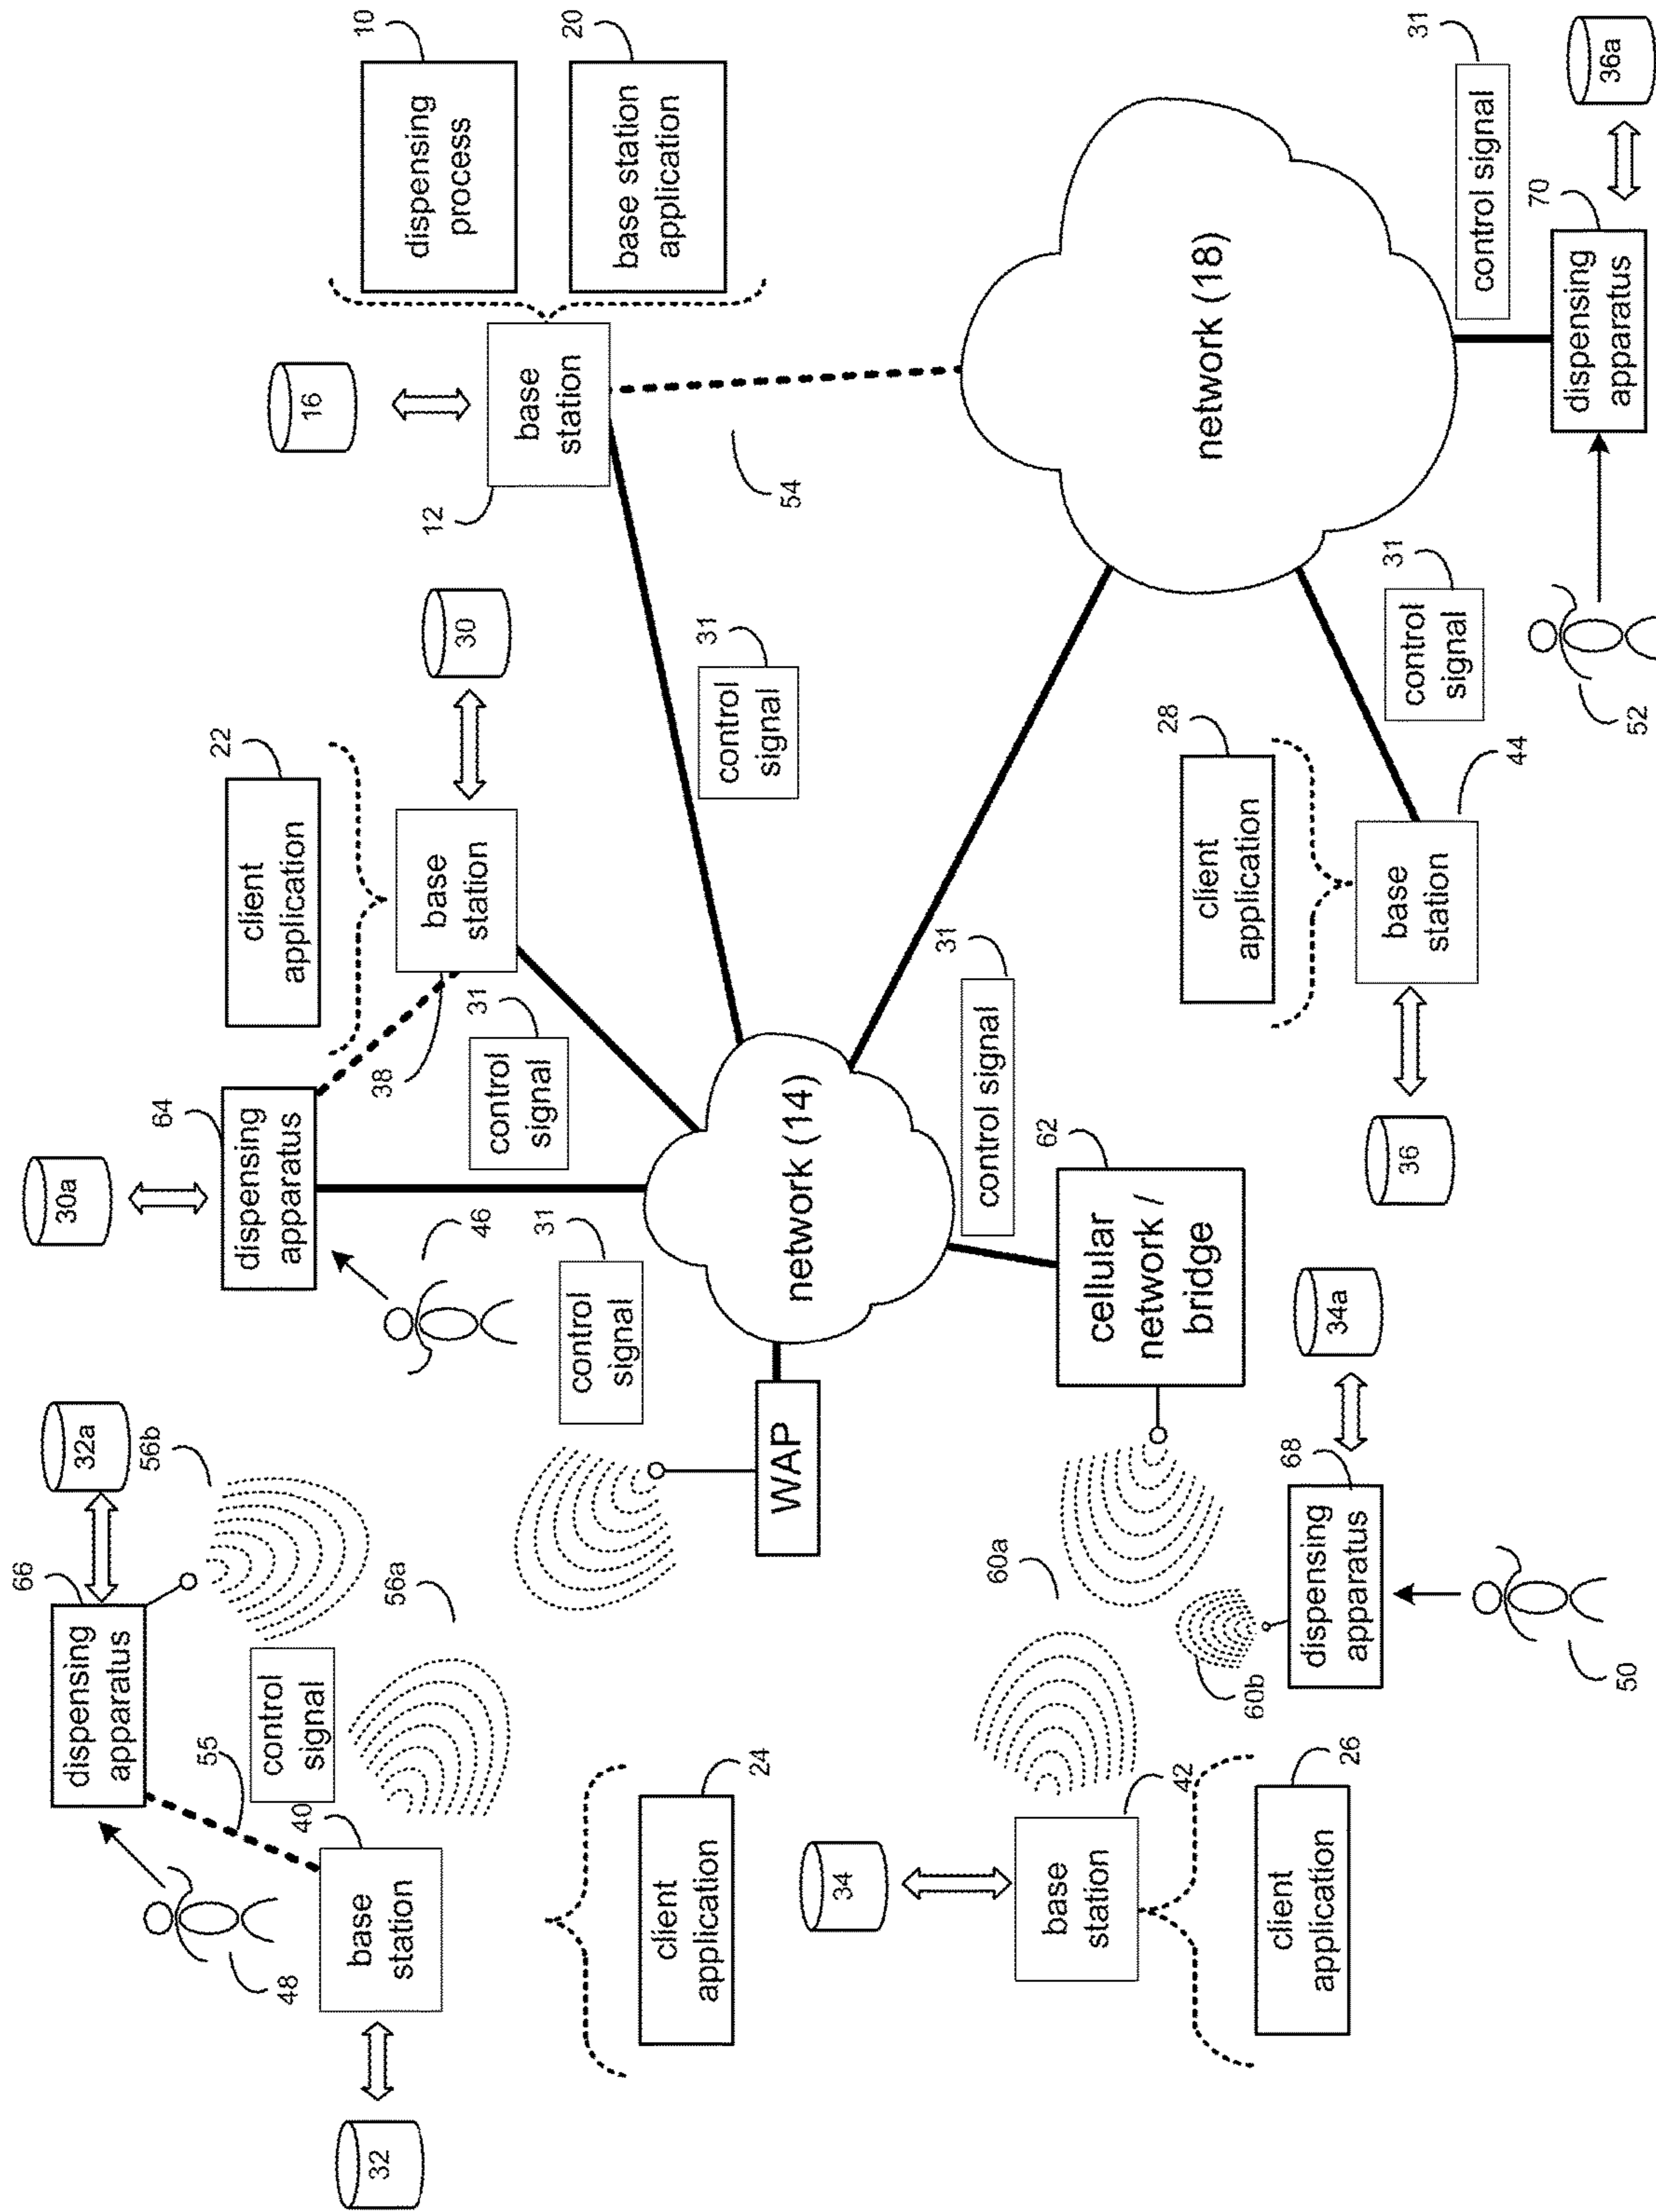 32
32a
66
dispensing
apparatus
56b
48
55
control
signal
40
base
station
56a
24
client
application
30a
64
dispensing
apparatus
46
31
control
signal
38
31
control
signal
22
client
application
base
station
30
16
12
base
station
10
dispensing
process
20
base station
application
54
31
control
signal
WAP
network (14)
31
control signal
62
cellular
network /
bridge
34
base
station
42
26
client
application
60a
60b
68
34a
dispensing
apparatus
50
network (18)
28
client
application
base
station
44
36
31
control
signal
52
31
control signal
70
dispensing
apparatus
36a